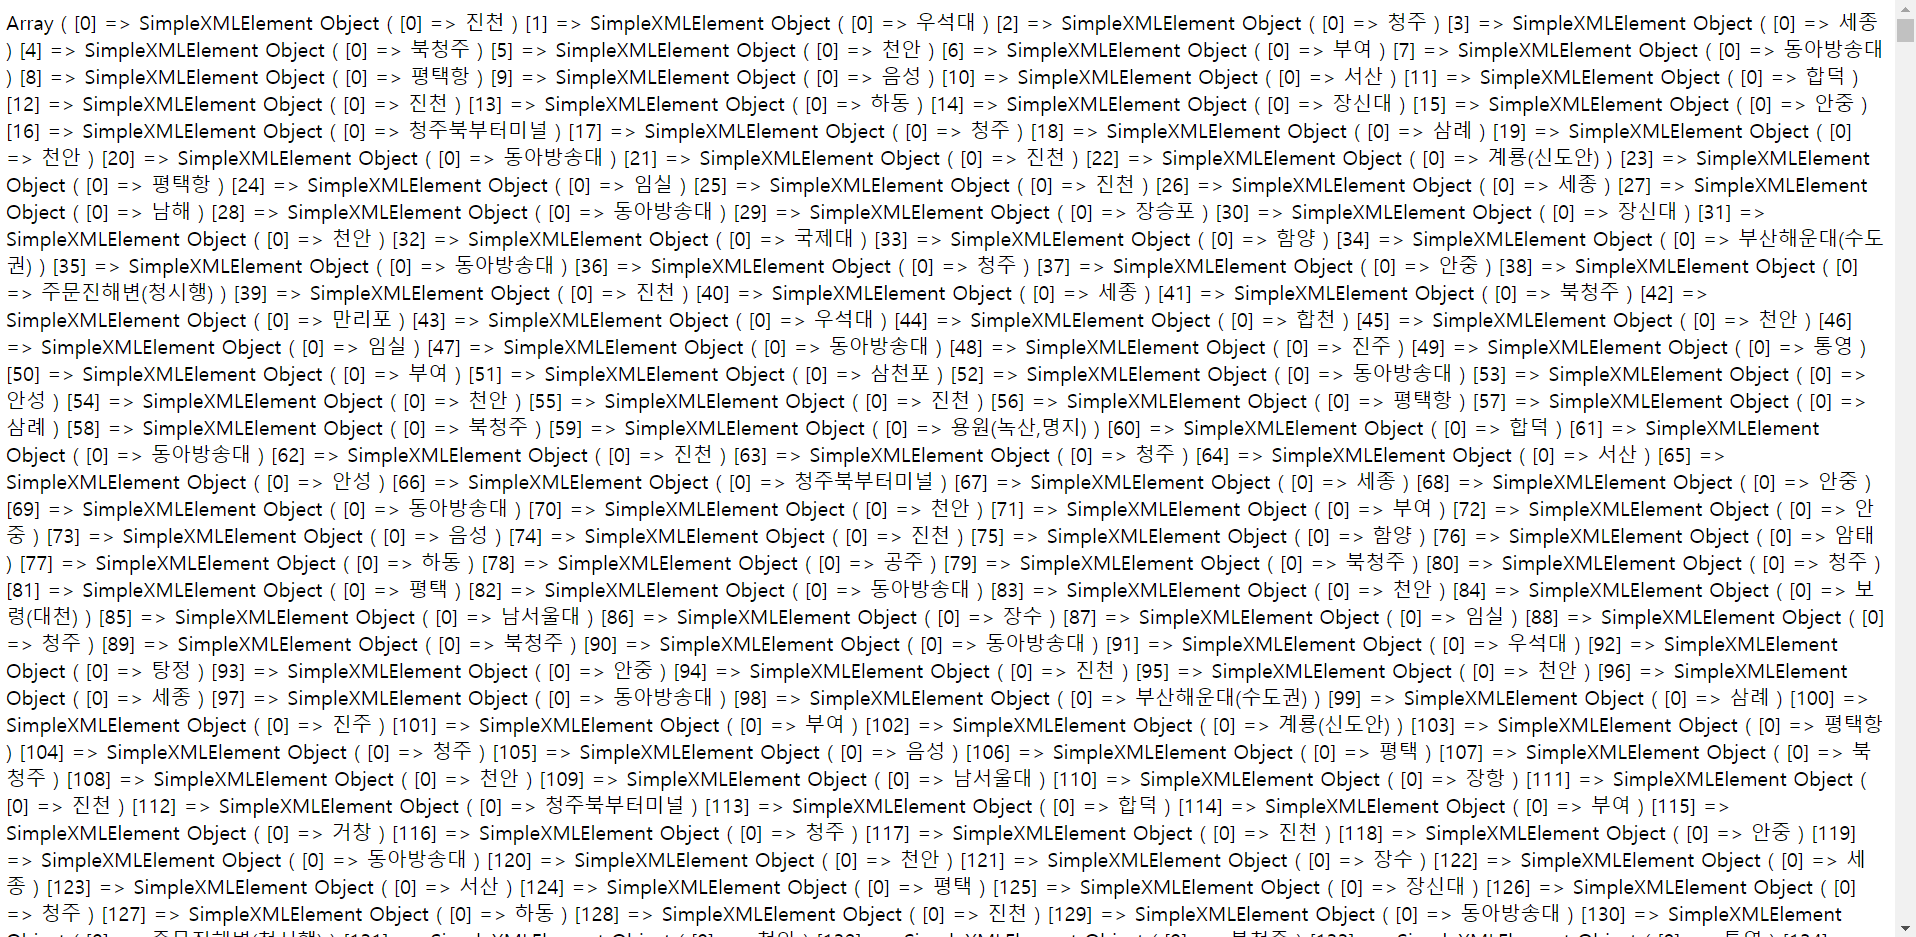 Array ( [0] => SimpleXMLElement Object ( [0] => 진천 ) [1] => SimpleXMLElement Object ( [0] => 우석대 ) [2] => SimpleXMLElement Object ( [0] => 청주 ) [3] => SimpleXMLElement Object ( [0] => 세종
) [4] => SimpleXMLElement Object ( [0] => 북청주 ) [5] => SimpleXMLElement Object ( [0] => 천안 ) [6] => SimpleXMLElement Object ( [0] => 부여 ) [7] => SimpleXMLElement Object ( [0] => 동아방송대
) [8] => SimpleXMLElement Object ( [0] => 평택항 ) [9] => SimpleXMLElement Object ( [0] => 음성 ) [10] => SimpleXMLElement Object ( [0] => 서산 ) [11] => SimpleXMLElement Object ( [0] => 합덕 )
[12] => SimpleXMLElement Object ( [0] => 진천 ) [13] => SimpleXMLElement Object ( [0] => 하동 ) [14] => SimpleXMLElement Object ( [0] => 장신대 ) [15] => SimpleXMLElement Object ( [0] => 안중 )
[16] => SimpleXMLElement Object ( [0] => 청주북부터미널 ) [17] => SimpleXMLElement Object ( [0] => 청주 ) [18] => SimpleXMLElement Object ( [0] => 삼례 ) [19] => SimpleXMLElement Object ( [0]
=> 천안 ) [20] => SimpleXMLElement Object ( [0] => 동아방송대 ) [21] => SimpleXMLElement Object ( [0] => 진천 ) [22] => SimpleXMLElement Object ( [0] => 계룡(신도안) ) [23] => SimpleXMLElement
Object ( [0] => 평택항 ) [24] => SimpleXMLElement Object ( [0] => 임실 ) [25] => SimpleXMLElement Object ( [0] => 진천 ) [26] => SimpleXMLElement Object ( [0] => 세종 ) [27] => SimpleXMLElement
Object ( [0] => 남해 ) [28] => SimpleXMLElement Object ( [0] => 동아방송대 ) [29] => SimpleXMLElement Object ( [0] => 장승포 ) [30] => SimpleXMLElement Object ( [0] => 장신대 ) [31] =>
SimpleXMLElement Object ( [0] => 천안 ) [32] => SimpleXMLElement Object ( [0] => 국제대 ) [33] => SimpleXMLElement Object ( [0] => 함양 ) [34] => SimpleXMLElement Object ( [0] => 부산해운대(수도
권) ) [35] => SimpleXMLElement Object ( [0] => 동아방송대 ) [36] => SimpleXMLElement Object ( [0] => 청주 ) [37] => SimpleXMLElement Object ( [0] => 안중 ) [38] => SimpleXMLElement Object ( [0]
=> 주문진해변(청시행) ) [39] => SimpleXMLElement Object ( [0] => 진천 ) [40] => SimpleXMLElement Object ( [0] => 세종 ) [41] => SimpleXMLElement Object ( [0] => 북청주 ) [42] =>
SimpleXMLElement Object ( [0] => 만리포 ) [43] => SimpleXMLElement Object ( [0] => 우석대 ) [44] => SimpleXMLElement Object ( [0] => 합천 ) [45] => SimpleXMLElement Object ( [0] => 천안 ) [46]
=> SimpleXMLElement Object ( [0] => 임실 ) [47] => SimpleXMLElement Object ( [0] => 동아방송대 ) [48] => SimpleXMLElement Object ( [0] => 진주 ) [49] => SimpleXMLElement Object ( [0] => 통영 )
[50] => SimpleXMLElement Object ( [0] => 부여 ) [51] => SimpleXMLElement Object ( [0] => 삼천포 ) [52] => SimpleXMLElement Object ( [0] => 동아방송대 ) [53] => SimpleXMLElement Object ( [0] =>
안성 ) [54] => SimpleXMLElement Object ( [0] => 천안 ) [55] => SimpleXMLElement Object ( [0] => 진천 ) [56] => SimpleXMLElement Object ( [0] => 평택항 ) [57] => SimpleXMLElement Object ( [0] =>
삼례 ) [58] => SimpleXMLElement Object ( [0] => 북청주 ) [59] => SimpleXMLElement Object ( [0] => 용원(녹산,명지) ) [60] => SimpleXMLElement Object ( [0] => 합덕 ) [61] => SimpleXMLElement
Object ( [0] => 동아방송대 ) [62] => SimpleXMLElement Object ( [0] => 진천 ) [63] => SimpleXMLElement Object ( [0] => 청주 ) [64] => SimpleXMLElement Object ( [0] => 서산 ) [65] =>
SimpleXMLElement Object ( [0] => 안성 ) [66] => SimpleXMLElement Object ( [0] => 청주북부터미널 ) [67] => SimpleXMLElement Object ( [0] => 세종 ) [68] => SimpleXMLElement Object ( [0] => 안중 )
[69] => SimpleXMLElement Object ( [0] => 동아방송대 ) [70] => SimpleXMLElement Object ( [0] => 천안 ) [71] => SimpleXMLElement Object ( [0] => 부여 ) [72] => SimpleXMLElement Object ( [0] => 안
중 ) [73] => SimpleXMLElement Object ( [0] => 음성 ) [74] => SimpleXMLElement Object ( [0] => 진천 ) [75] => SimpleXMLElement Object ( [0] => 함양 ) [76] => SimpleXMLElement Object ( [0] => 암태
) [77] => SimpleXMLElement Object ( [0] => 하동 ) [78] => SimpleXMLElement Object ( [0] => 공주 ) [79] => SimpleXMLElement Object ( [0] => 북청주 ) [80] => SimpleXMLElement Object ( [0] => 청주 )
[81] => SimpleXMLElement Object ( [0] => 평택 ) [82] => SimpleXMLElement Object ( [0] => 동아방송대 ) [83] => SimpleXMLElement Object ( [0] => 천안 ) [84] => SimpleXMLElement Object ( [0] => 보
령(대천) ) [85] => SimpleXMLElement Object ( [0] => 남서울대 ) [86] => SimpleXMLElement Object ( [0] => 장수 ) [87] => SimpleXMLElement Object ( [0] => 임실 ) [88] => SimpleXMLElement Object ( [0]
=> 청주 ) [89] => SimpleXMLElement Object ( [0] => 북청주 ) [90] => SimpleXMLElement Object ( [0] => 동아방송대 ) [91] => SimpleXMLElement Object ( [0] => 우석대 ) [92] => SimpleXMLElement
Object ( [0] => 탕정 ) [93] => SimpleXMLElement Object ( [0] => 안중 ) [94] => SimpleXMLElement Object ( [0] => 진천 ) [95] => SimpleXMLElement Object ( [0] => 천안 ) [96] => SimpleXMLElement
Object ( [0] => 세종 ) [97] => SimpleXMLElement Object ( [0] => 동아방송대 ) [98] => SimpleXMLElement Object ( [0] => 부산해운대(수도권) ) [99] => SimpleXMLElement Object ( [0] => 삼례 ) [100] =>
SimpleXMLElement Object ( [0] => 진주 ) [101] => SimpleXMLElement Object ( [0] => 부여 ) [102] => SimpleXMLElement Object ( [0] => 계룡(신도안) ) [103] => SimpleXMLElement Object ( [0] => 평택항
) [104] => SimpleXMLElement Object ( [0] => 청주 ) [105] => SimpleXMLElement Object ( [0] => 음성 ) [106] => SimpleXMLElement Object ( [0] => 평택 ) [107] => SimpleXMLElement Object ( [0] => 북
청주 ) [108] => SimpleXMLElement Object ( [0] => 천안 ) [109] => SimpleXMLElement Object ( [0] => 남서울대 ) [110] => SimpleXMLElement Object ( [0] => 장항 ) [111] => SimpleXMLElement Object (
[0] => 진천 ) [112] => SimpleXMLElement Object ( [0] => 청주북부터미널 ) [113] => SimpleXMLElement Object ( [0] => 합덕 ) [114] => SimpleXMLElement Object ( [0] => 부여 ) [115] =>
SimpleXMLElement Object ( [0] => 거창 ) [116] => SimpleXMLElement Object ( [0] => 청주 ) [117] => SimpleXMLElement Object ( [0] => 진천 ) [118] => SimpleXMLElement Object ( [0] => 안중 ) [119]
=> SimpleXMLElement Object ( [0] => 동아방송대 ) [120] => SimpleXMLElement Object ( [0] => 천안 ) [121] => SimpleXMLElement Object ( [0] => 장수 ) [122] => SimpleXMLElement Object ( [0] => 세
종 ) [123] => SimpleXMLElement Object ( [0] => 서산 ) [124] => SimpleXMLElement Object ( [0] => 평택 ) [125] => SimpleXMLElement Object ( [0] => 장신대 ) [126] => SimpleXMLElement Object ( [0]
=> 청주 ) [127] => SimpleXMLElement Object ( [0] => 하동 ) [128] => SimpleXMLElement Object ( [0] => 진천 ) [129] => SimpleXMLElement Object ( [0] => 동아방송대 ) [130] => SimpleXMLElement